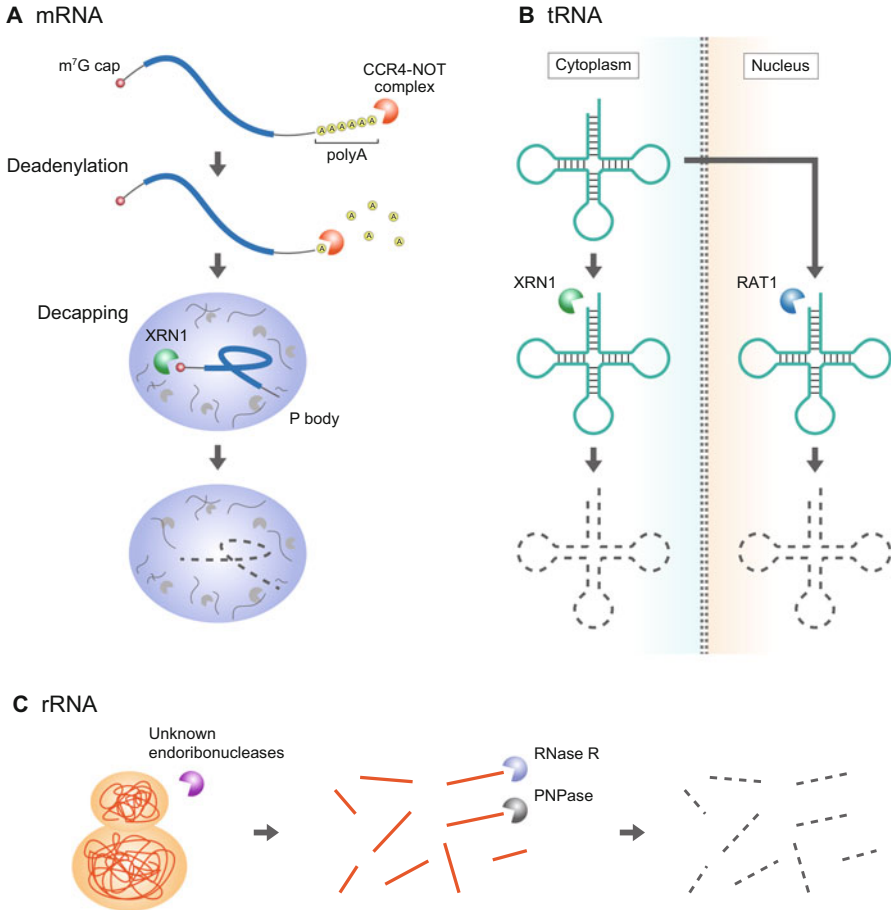 A mRNA
m⁷G cap
CCR4-NOT
complex
A A A A A A
polyA
Deadenylation
A
A
A
A
A
A
Decapping
XRN1
P body
B tRNA
Cytoplasm
Nucleus
XRN1
RAT1
C rRNA
Unknown
endoribonucleases
RNase R
PNPase